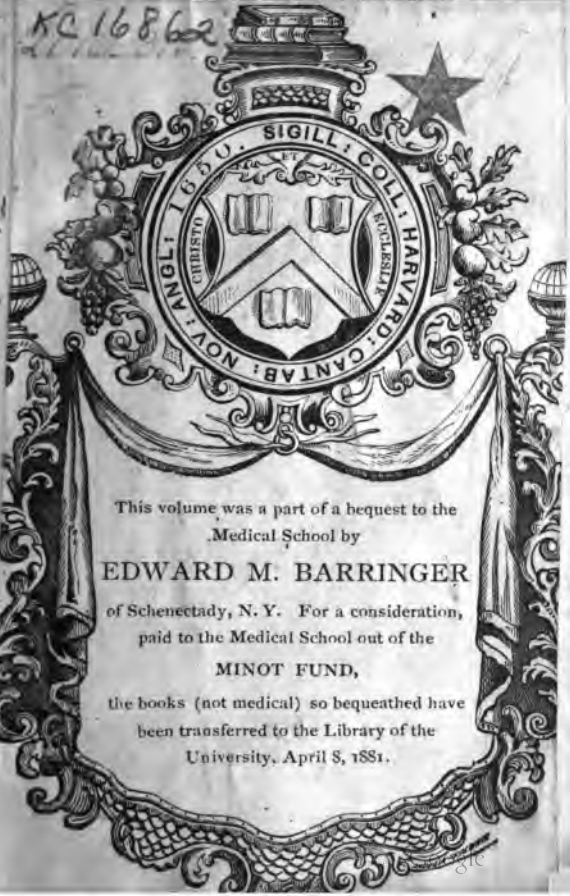 KC 16862
SIGILL: COLL: HARVARD: CANTAB: NOV: ANGL: 1650.
ET
CHRISTO
ECCLESIAE
This volume was a part of a bequest to the
Medical School by
EDWARD M. BARRINGER
of Schenectady, N. Y. For a consideration,
paid to the Medical School out of the
MINOT FUND,
the books (not medical) so bequeathed have
been transferred to the Library of the
University, April 8, 1881.